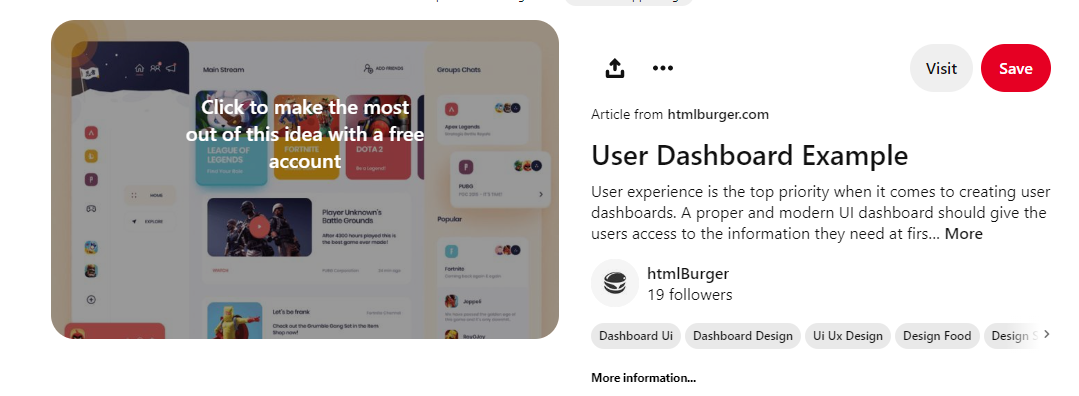 Main Stream
ADD FRIENDS
Groups Chats
Click to make the most
out of this idea with a free
account
LEAGUE OF
LEGENDS
FORTNITE
DOTA 2
Be a Legend!
Apex Legends
PUBG
HOME
EXPLORE
Popular
Player Unknown's
Battle Grounds
After 4300 hours played this is
the best game ever made!
Fortnite
Let's be frank
Check out the Grumble Gang Set in the Item
Shop now!
Visit
Save
Article from htmlburger.com
User Dashboard Example
User experience is the top priority when it comes to creating user
dashboards. A proper and modern UI dashboard should give the
users access to the information they need at firs... More
htmlBurger
19 followers
Dashboard Ui
Dashboard Design
Ui Ux Design
Design Food
Design
More information...